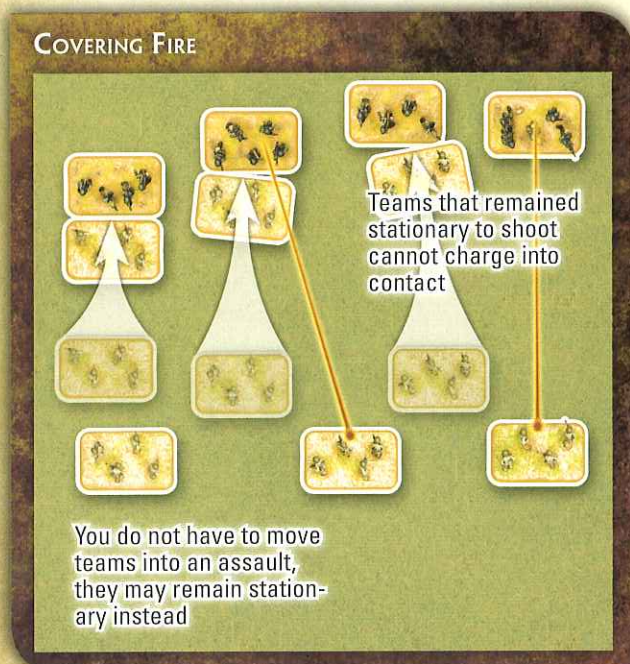 COVERING FIRE
Teams that remained
stationary to shoot
cannot charge into
contact
You do not have to move
teams into an assault,
they may remain station-
ary instead